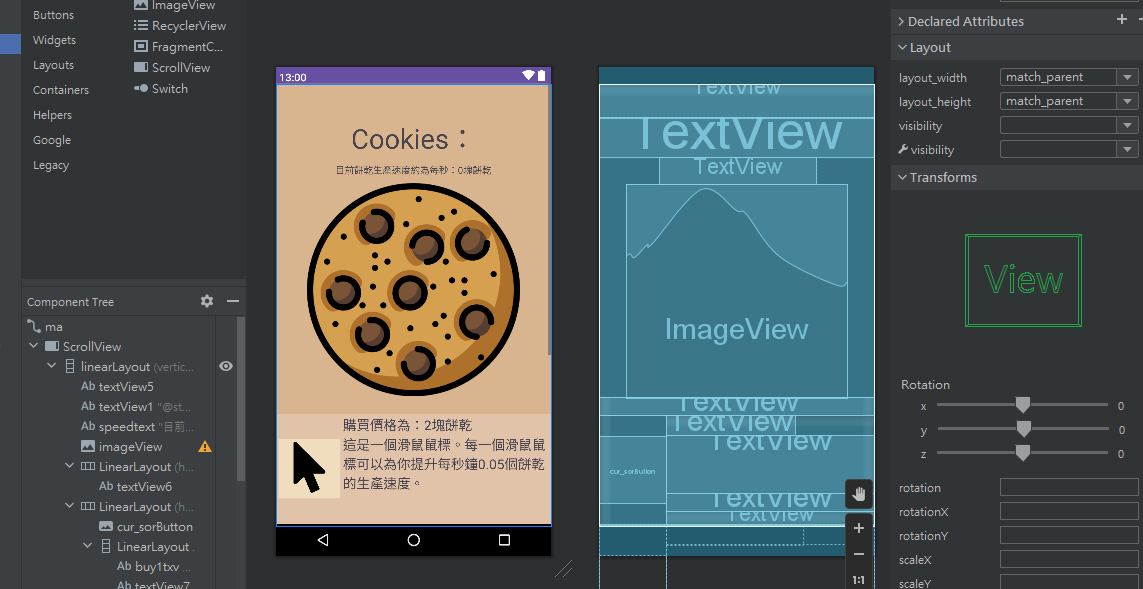 Buttons
Widgets
Layouts
Containers
Helpers
Google
Legacy
ImageView
RecyclerView
FragmentC...
ScrollView
Switch
Component Tree
ma
ScrollView
linearLayout (vertic...
Ab textView5
Ab textView1 "@st...
Ab speedtext "目前...
imageView
LinearLayout (h...
Ab textView6
LinearLayout (h...
cur_sorButton
LinearLayout
Ab buy1txv ...
Ab textView7
13:00
Cookies：
目前餅乾生產速度約為每秒：0塊餅乾
購買價格為：2塊餅乾
這是一個滑鼠鼠標。每一個滑鼠鼠
標可以為你提升每秒鐘0.05個餅乾
的生產速度。
TextView
TextView
TextView
ImageView
TextView
TextView
TextView
cur_sorButton
TextView
TextView
1:1
Declared Attributes
Layout
layout_width match_parent
layout_height match_parent
visibility
visibility
Transforms
View
Rotation
x 0
y 0
z 0
rotation
rotationX
rotationY
scaleX
scaleY